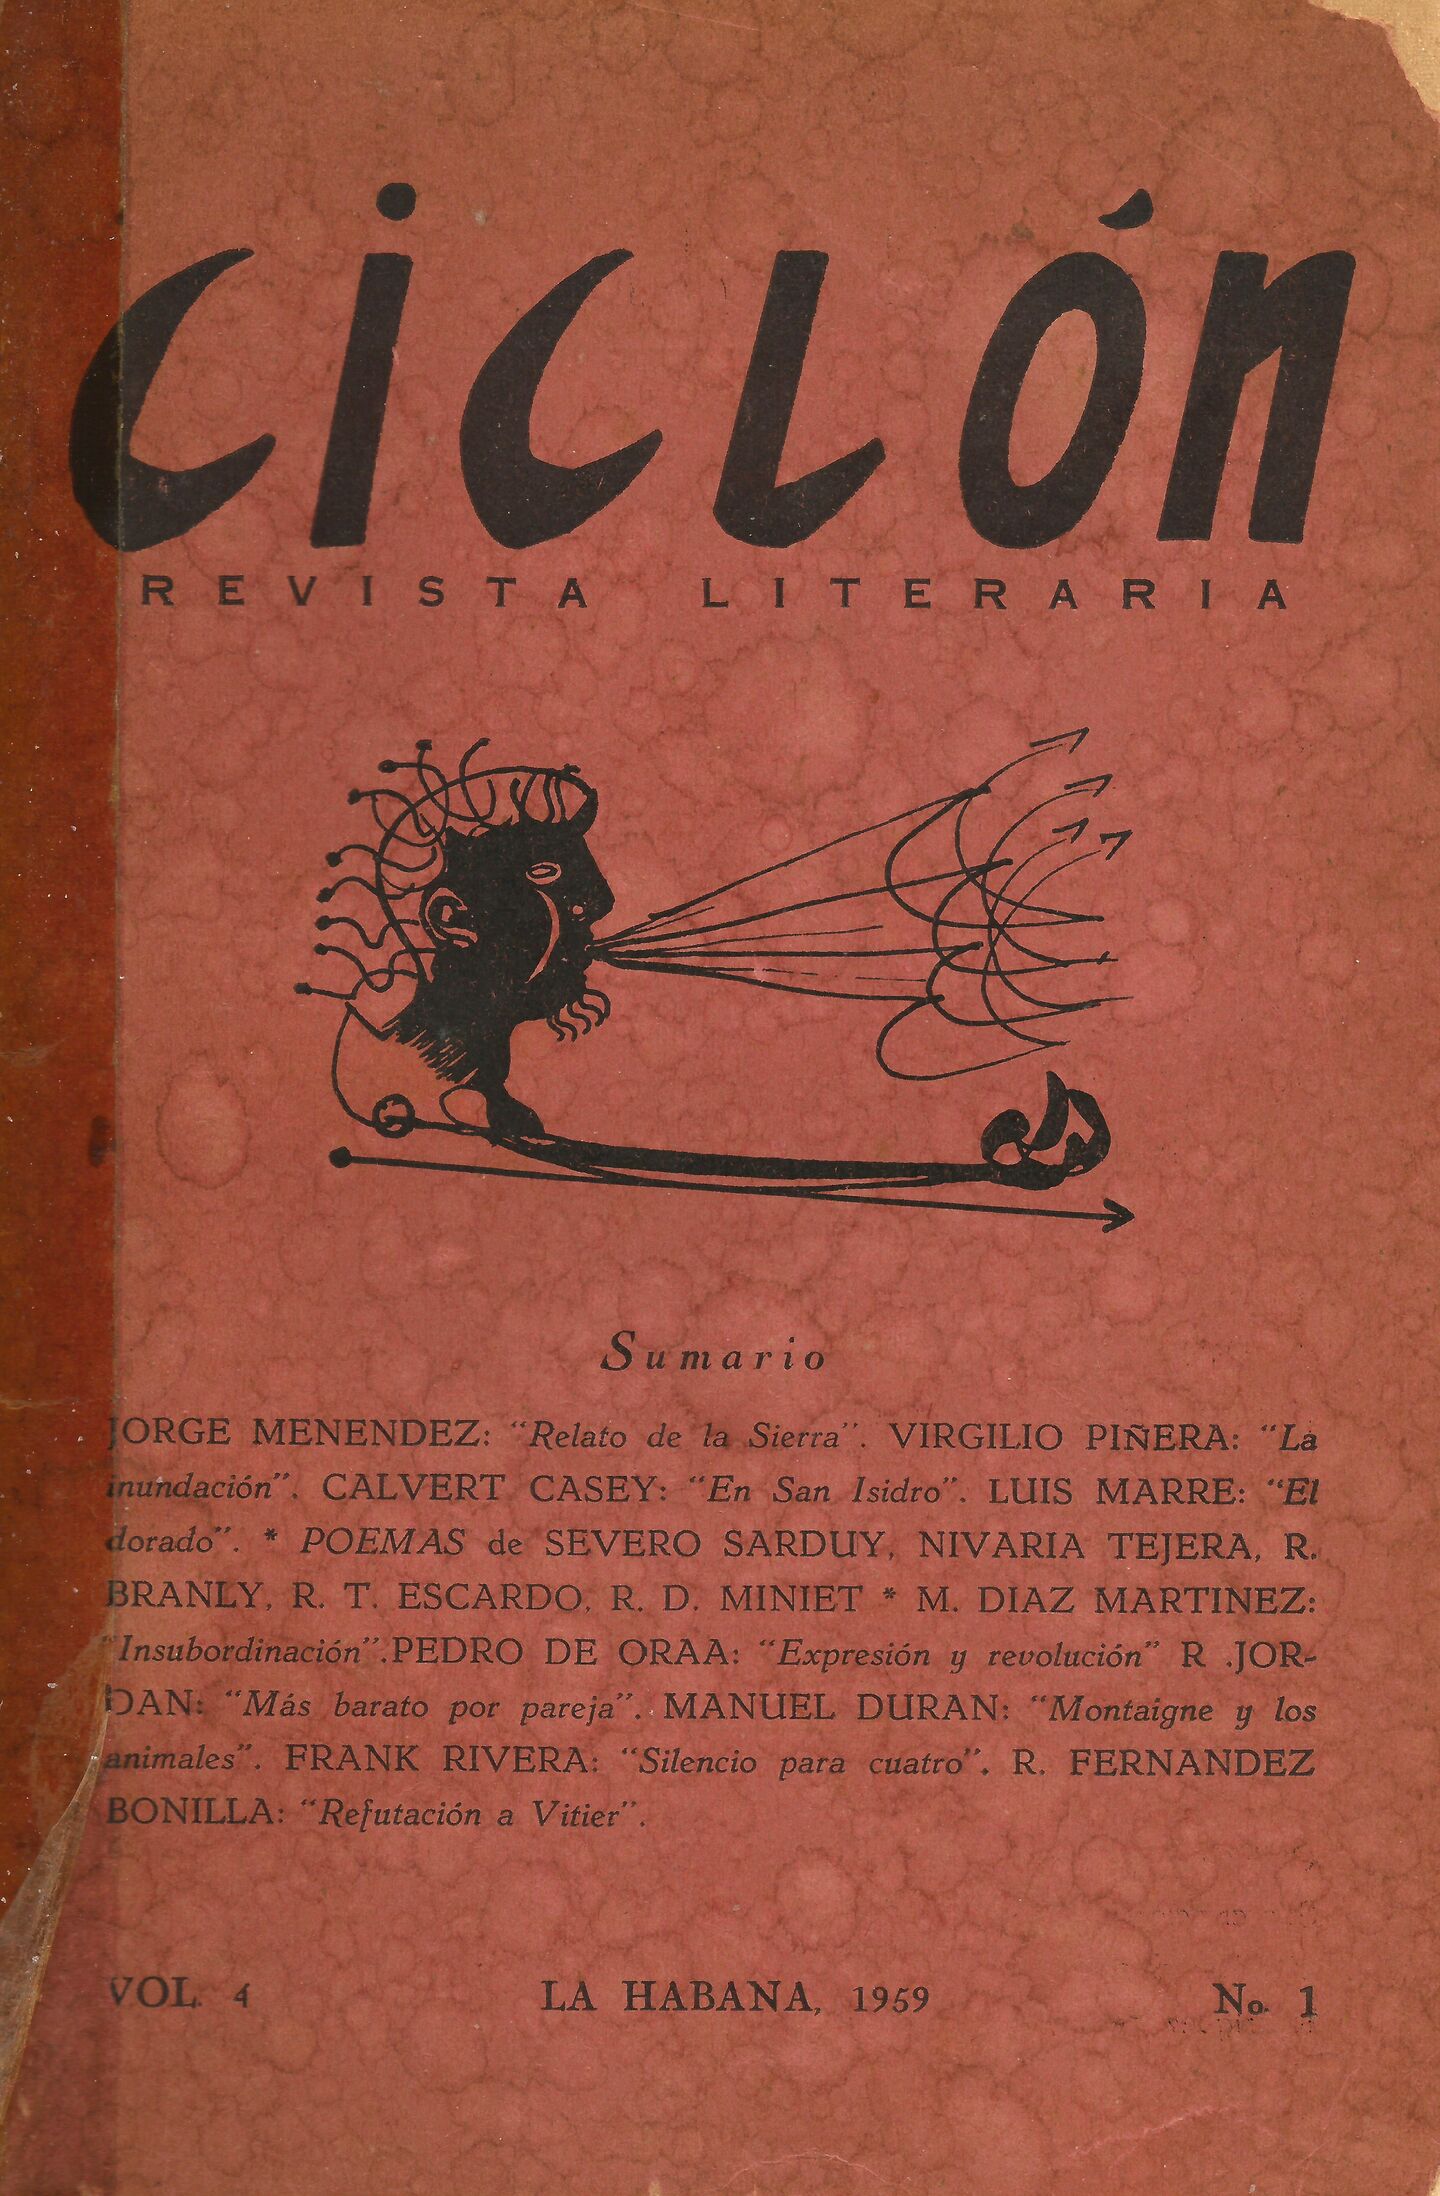 CICLÓN
REVISTA LITERARIA
Sumario
JORGE MENENDEZ: "Relato de la Sierra". VIRGILIO PIÑERA: "La
inundación". CALVERT CASEY: "En San Isidro". LUIS MARRE: "El
dorado". * POEMAS de SEVERO SARDUY, NIVARIA TEJERA, R.
BRANLY, R. T. ESCARDO, R. D. MINIET * M. DIAZ MARTINEZ:
"Insubordinación".PEDRO DE ORAA: "Expresión y revolución" R .JOR-
DAN: "Más barato por pareja". MANUEL DURAN: "Montaigne y los
animales". FRANK RIVERA: "Silencio para cuatro". R. FERNANDEZ
BONILLA: "Refutación a Vitier".
VOL. 4 LA HABANA, 1959 No. 1